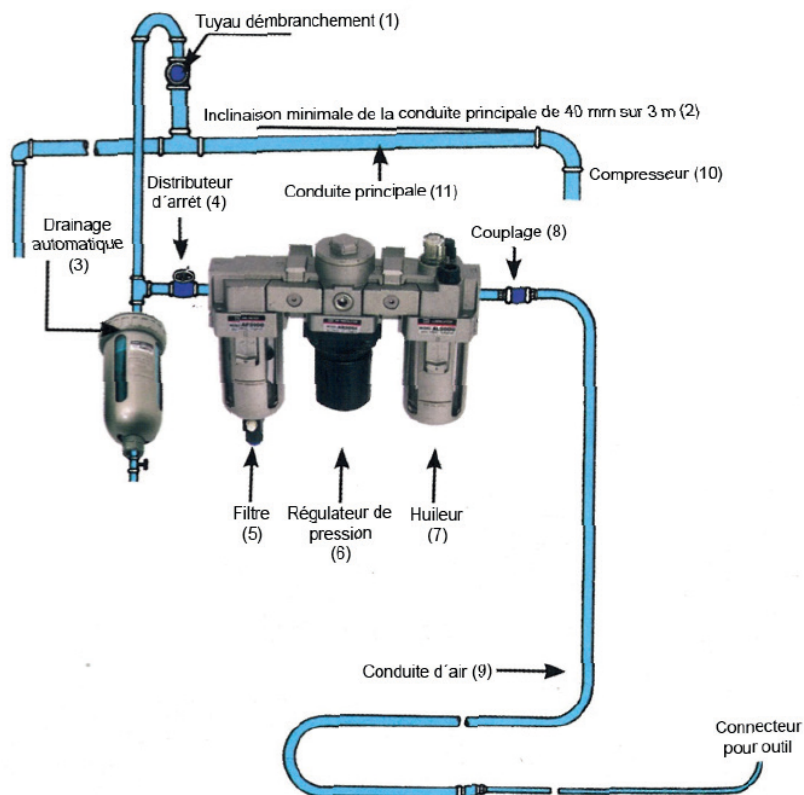 Tuyau démbranchement (1)
Inclinaison minimale de la conduite principale de 40 mm sur 3 m (2)
Compresseur (10)
Conduite principale (11)
Distributeur
d´arrét (4)
Drainage
automatique
(3)
Couplage (8)
Filtre
(5)
Régulateur de
pression
(6)
Huileur
(7)
Conduite d´air (9)
Connecteur
pour outil